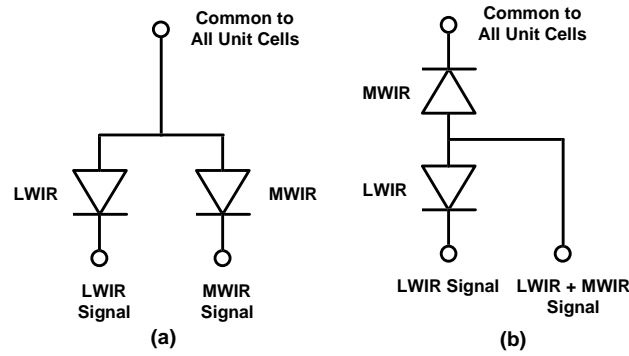 Common to
All Unit Cells
LWIR
MWIR
LWIR
Signal
MWIR
Signal
(a)
Common to
All Unit Cells
MWIR
LWIR
LWIR Signal
LWIR + MWIR
Signal
(b)